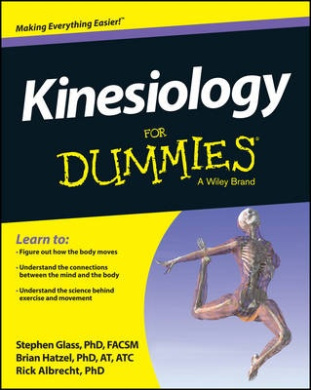 Making Everything Easier!™
Kinesiology
FOR
DUMMIES®
A Wiley Brand
Learn to:
• Figure out how the body moves
• Understand the connections
between the mind and the body
• Understand the science behind
exercise and movement
Stephen Glass, PhD, FACSM
Brian Hatzel, PhD, AT, ATC
Rick Albrecht, PhD